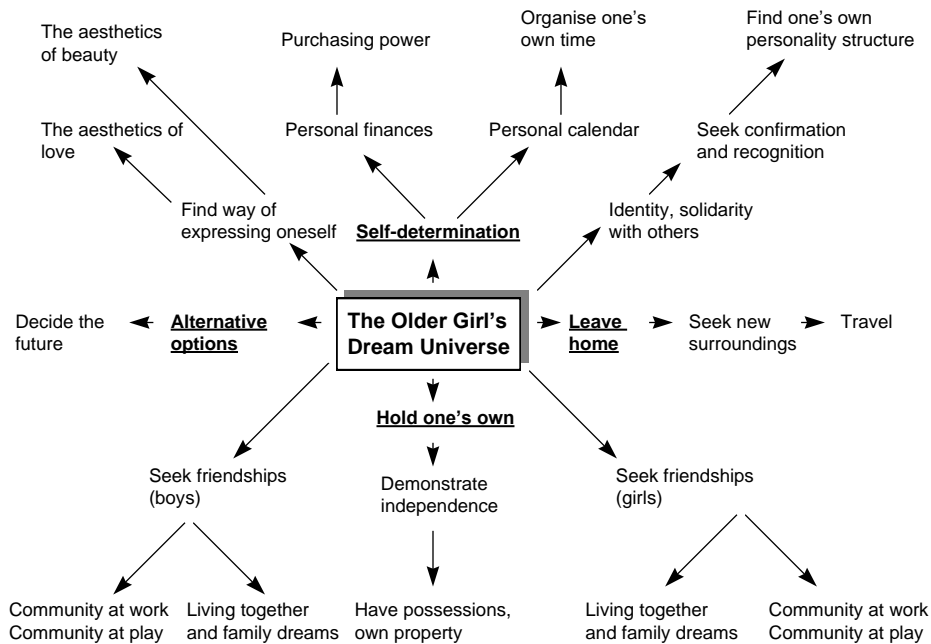 The aesthetics
of beauty
Purchasing power
Organise one's
own time
Find one's own
personality structure
The aesthetics of
love
Personal finances
Personal calendar
Seek confirmation
and recognition
Find way of
expressing oneself
Self-determination
Identity, solidarity
with others
Decide the
future
Alternative
options
The Older Girl's
Dream Universe
Leave
home
Seek new
surroundings
Travel
Hold one's own
Seek friendships
(boys)
Demonstrate
independence
Seek friendships
(girls)
Community at work
Community at play
Living together
and family dreams
Have possessions,
own property
Living together
and family dreams
Community at work
Community at play